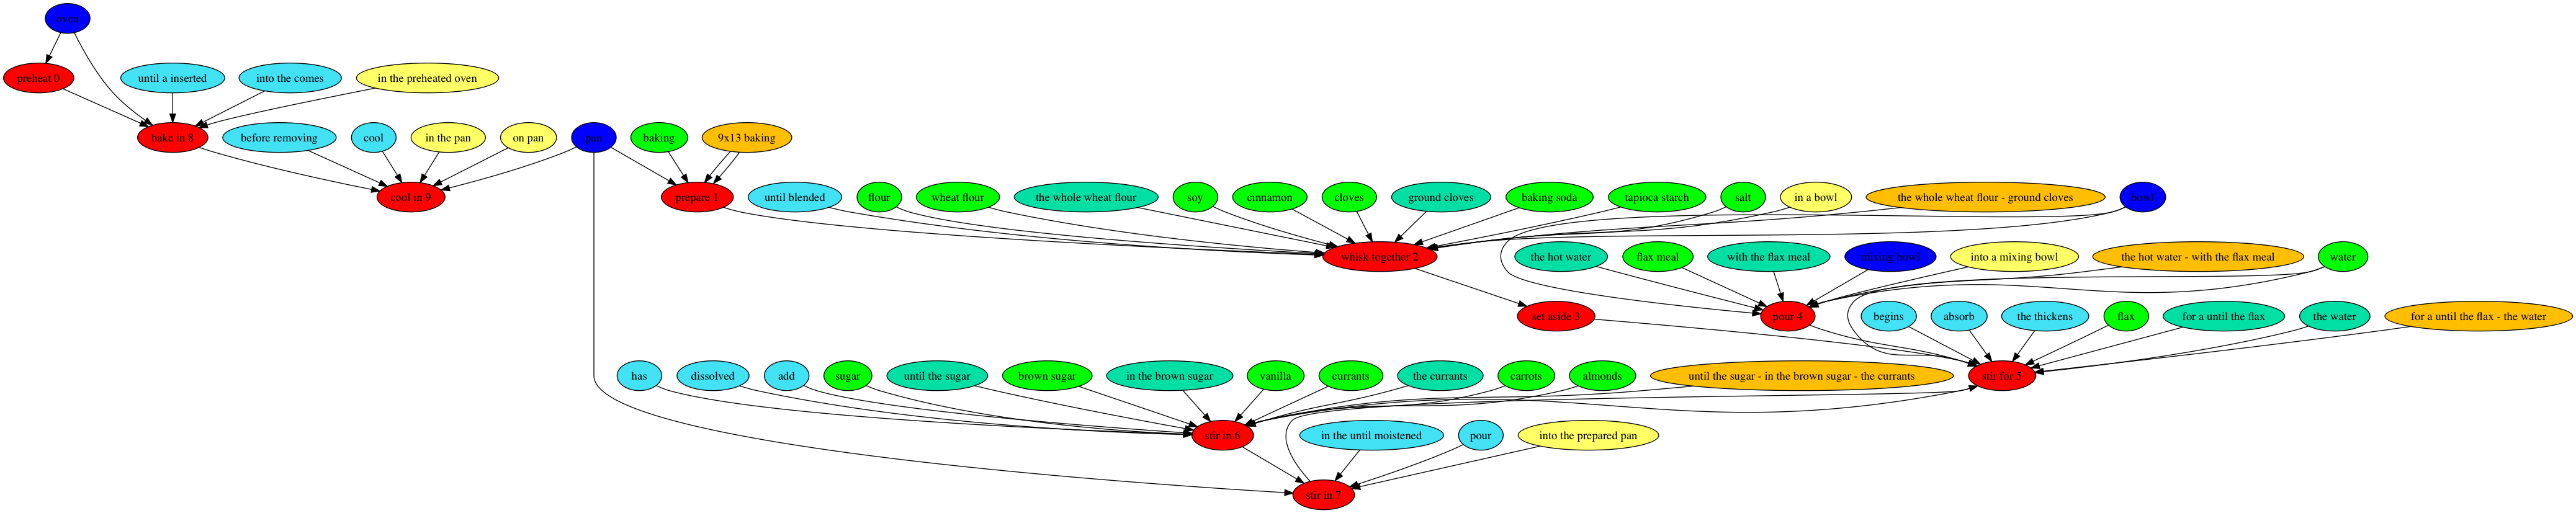 oven
preheat 0
until a inserted
into the comes
in the preheated oven
bake in 8
before removing
cool
in the pan
on pan
pan
baking
9x13 baking
cool in 9
prepare 1
until blended
flour
wheat flour
the whole wheat flour
soy
cinnamon
cloves
ground cloves
baking soda
tapioca starch
salt
in a bowl
the whole wheat flour - ground cloves
bowl
whisk together 2
the hot water
flax meal
with the flax meal
mixing bowl
into a mixing bowl
the hot water - with the flax meal
water
set aside 3
pour 4
begins
absorb
the thickens
flax
for a until the flax
the water
for a until the flax - the water
has
dissolved
add
sugar
until the sugar
brown sugar
in the brown sugar
vanilla
currants
the currants
carrots
almonds
until the sugar - in the brown sugar - the currants
stir for 5
stir in 6
in the until moistened
pour
into the prepared pan
stir in 7